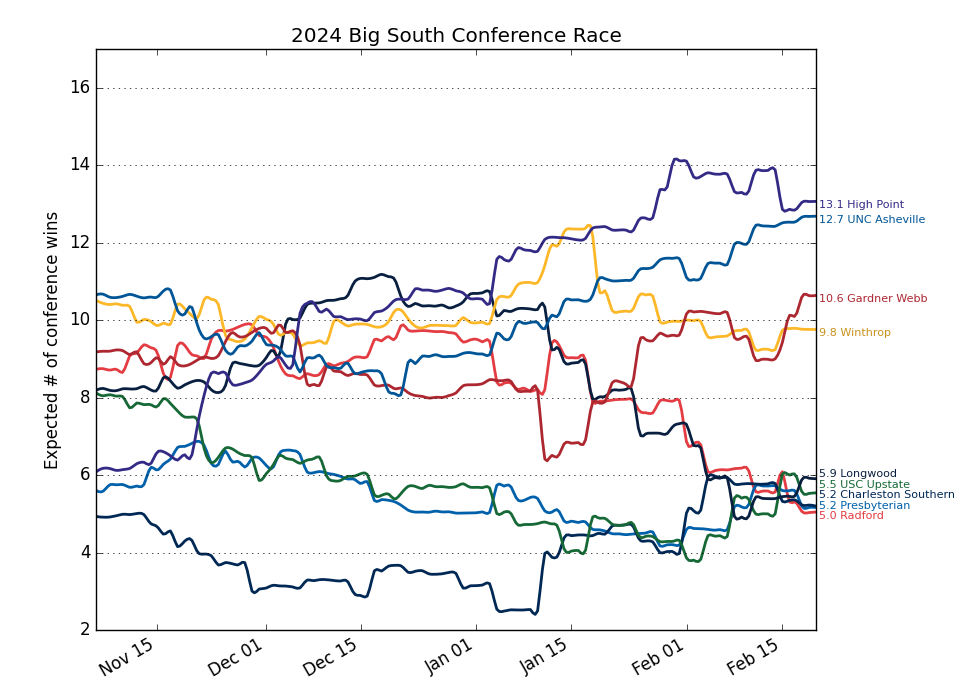 2024 Big South Conference Race
Expected # of conference wins
16
14
12
10
8
6
4
2
Nov 15
Dec 01
Dec 15
Jan 01
Jan 15
Feb 01
Feb 15
13.1 High Point
12.7 UNC Asheville
10.6 Gardner Webb
9.8 Winthrop
5.9 Longwood
5.5 USC Upstate
5.2 Charleston Southern
5.2 Presbyterian
5.0 Radford